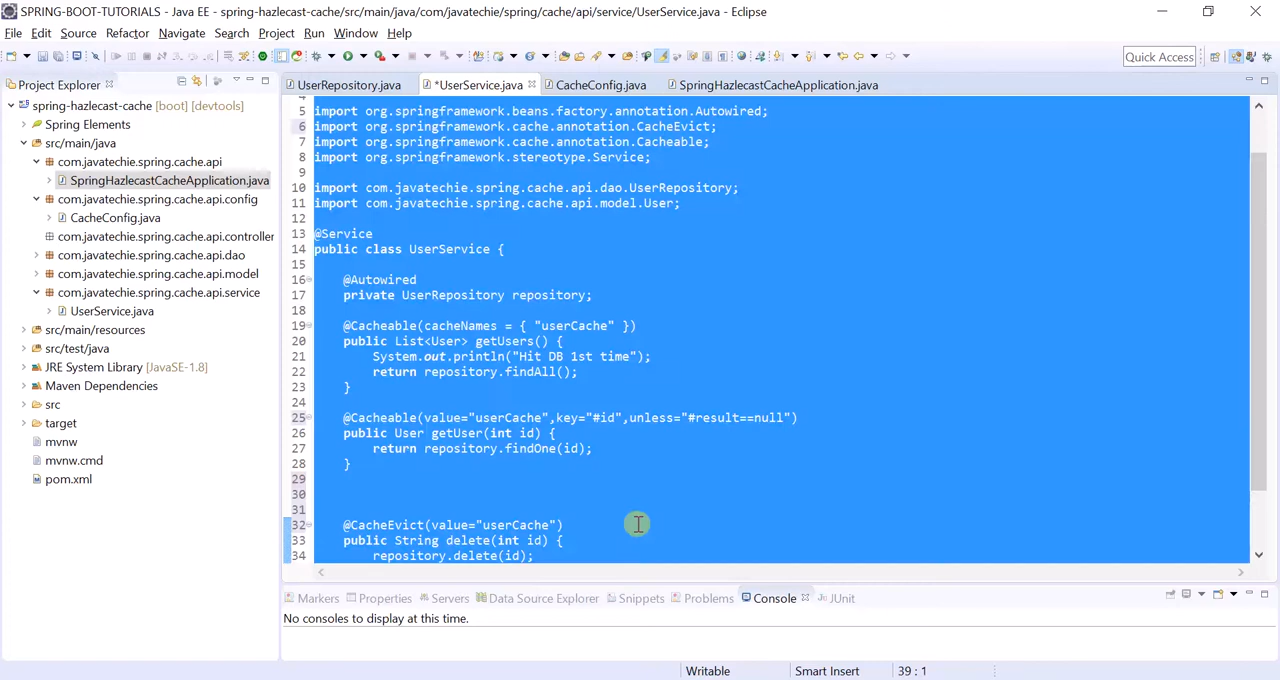 SPRING-BOOT-TUTORIALS - Java EE - spring-hazlecast-cache/src/main/java/com/javatechie/spring/cache/api/service/UserService.java - Eclipse
File Edit Source Refactor Navigate Search Project Run Window Help
Quick Access
Project Explorer
spring-hazlecast-cache [boot] [devtools]
Spring Elements
src/main/java
com.javatechie.spring.cache.api
SpringHazlecastCacheApplication.java
com.javatechie.spring.cache.api.config
CacheConfig.java
com.javatechie.spring.cache.api.controller
com.javatechie.spring.cache.api.dao
com.javatechie.spring.cache.api.model
com.javatechie.spring.cache.api.service
UserService.java
src/main/resources
src/test/java
JRE System Library [JavaSE-1.8]
Maven Dependencies
src
target
mvnw
mvnw.cmd
pom.xml
UserRepository.java *UserService.java CacheConfig.java SpringHazlecastCacheApplication.java
5 import org.springframework.beans.factory.annotation.Autowired;
6 import org.springframework.cache.annotation.CacheEvict;
7 import org.springframework.cache.annotation.Cacheable;
8 import org.springframework.stereotype.Service;
9
10 import com.javatechie.spring.cache.api.dao.UserRepository;
11 import com.javatechie.spring.cache.api.model.User;
12
13 @Service
14 public class UserService {
15
16 @Autowired
17 private UserRepository repository;
18
19 @Cacheable(cacheNames = { "userCache" })
20 public List<User> getUsers() {
21 System.out.println("Hit DB 1st time");
22 return repository.findAll();
23 }
24
25 @Cacheable(value="userCache",key="#id",unless="#result==null")
26 public User getUser(int id) {
27 return repository.findOne(id);
28 }
29
30
31
32 @CacheEvict(value="userCache")
33 public String delete(int id) {
34 repository.delete(id);
Markers Properties Servers Data Source Explorer Snippets Problems Console JUnit
No consoles to display at this time.
Writable Smart Insert 39 : 1